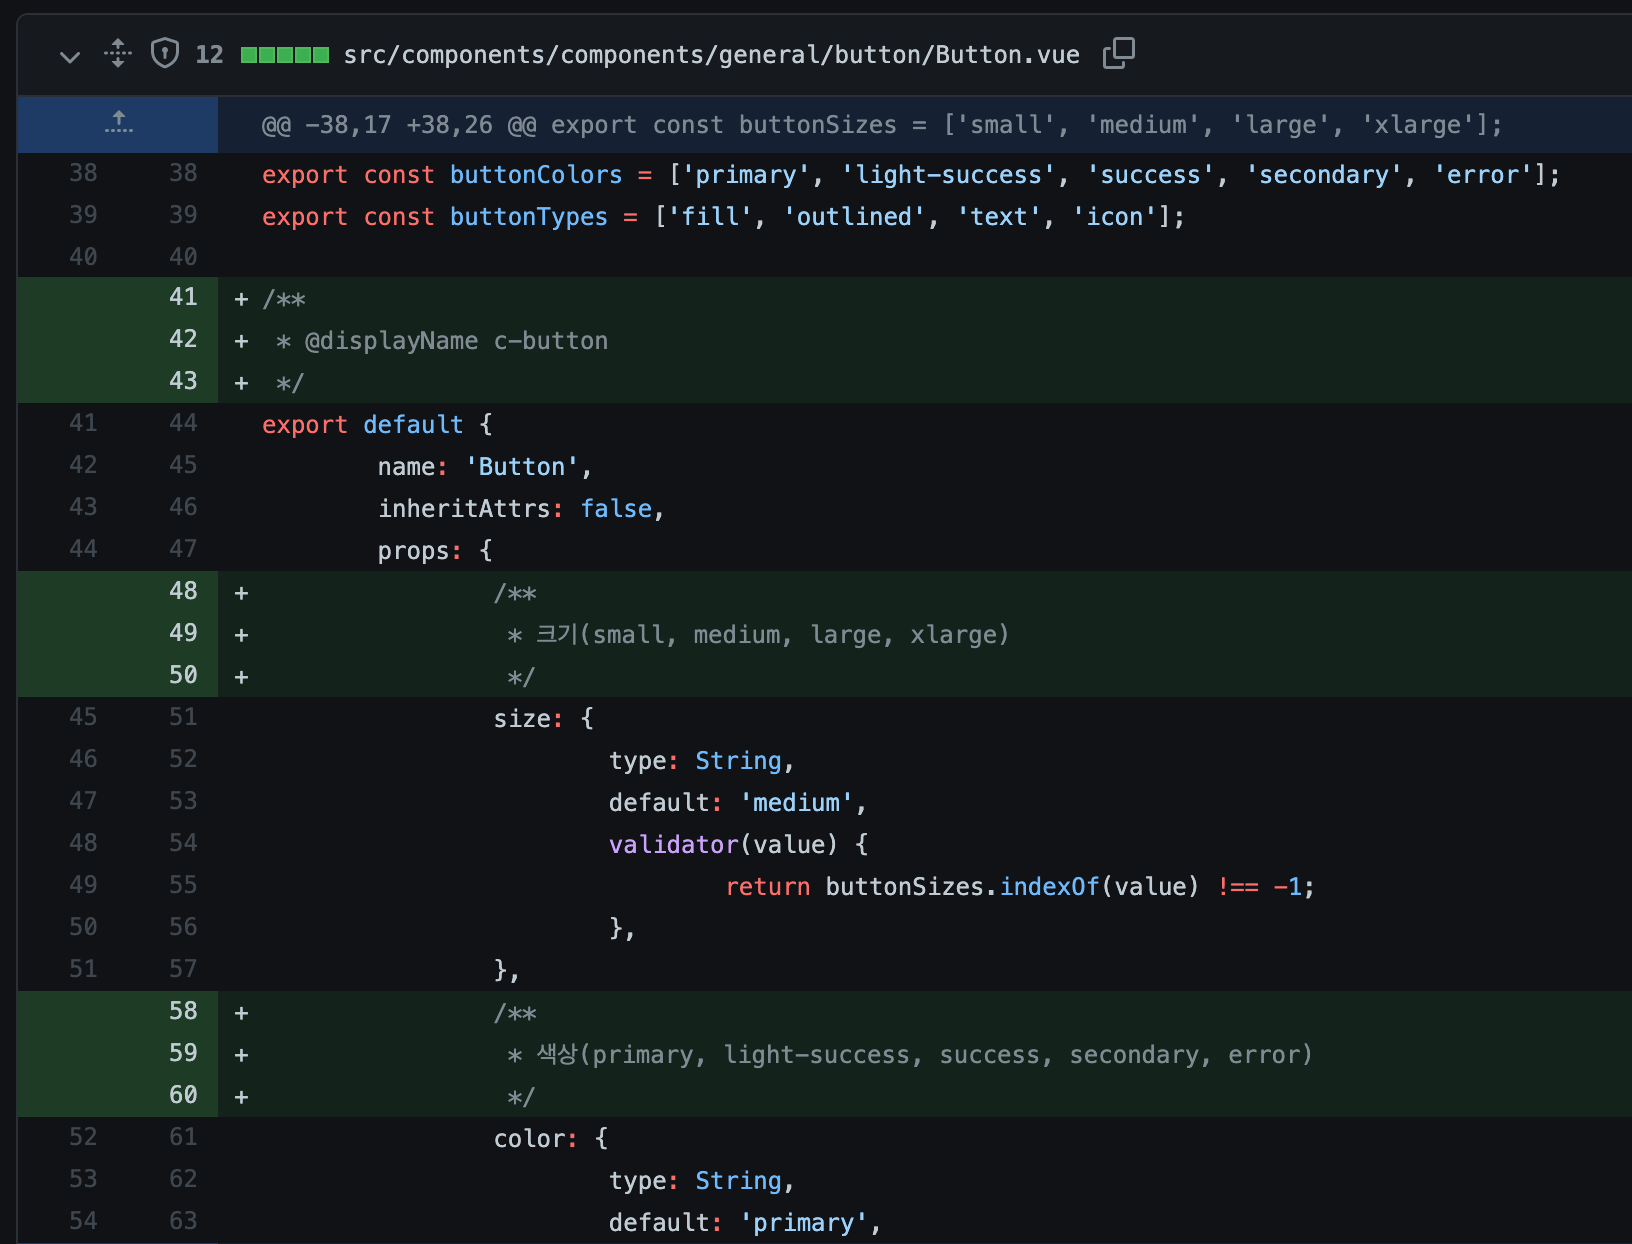 12 src/components/components/general/button/Button.vue
@@ -38,17 +38,26 @@ export const buttonSizes = ['small', 'medium', 'large', 'xlarge'];
38 38 export const buttonColors = ['primary', 'light-success', 'success', 'secondary', 'error'];
39 39 export const buttonTypes = ['fill', 'outlined', 'text', 'icon'];
40 40
41 + /**
42 + * @displayName c-button
43 + */
41 44 export default {
42 45 name: 'Button',
43 46 inheritAttrs: false,
44 47 props: {
48 + /**
49 + * 크기(small, medium, large, xlarge)
50 + */
45 51 size: {
46 52 type: String,
47 53 default: 'medium',
48 54 validator(value) {
49 55 return buttonSizes.indexOf(value) !== -1;
50 56 },
51 57 },
58 + /**
59 + * 색상(primary, light-success, success, secondary, error)
60 + */
52 61 color: {
53 62 type: String,
54 63 default: 'primary',